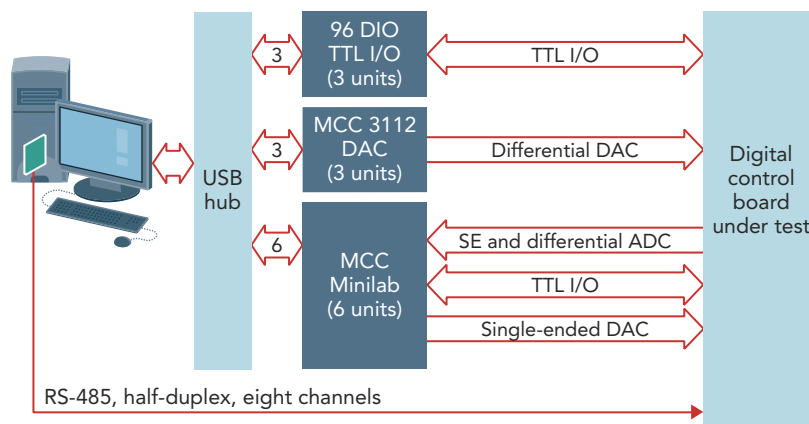 96 DIO
TTL I/O
(3 units)
3
TTL I/O
MCC 3112
DAC
(3 units)
3
Differential DAC
USB
hub
Digital
control
board
under test
6
MCC
Minilab
(6 units)
SE and differential ADC
TTL I/O
Single-ended DAC
RS-485, half-duplex, eight channels